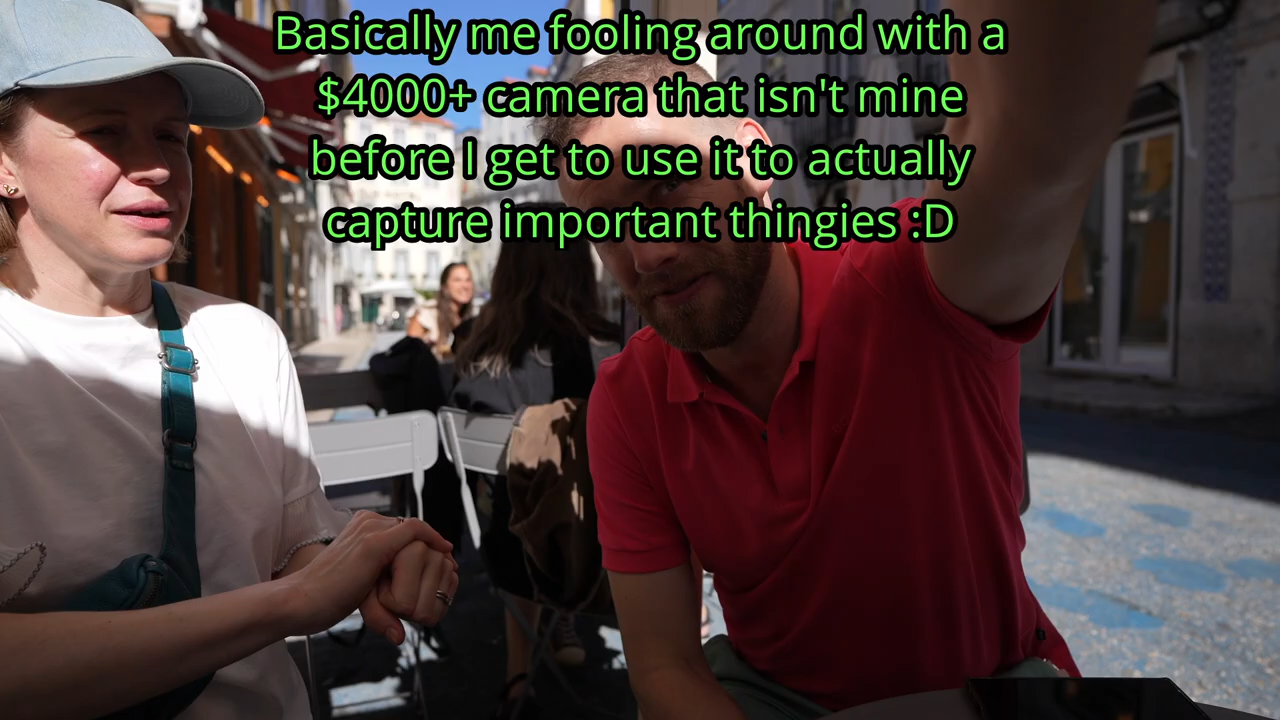 Basically me fooling around with a
$4000+ camera that isn't mine
before I get to use it to actually
capture important thingies :D